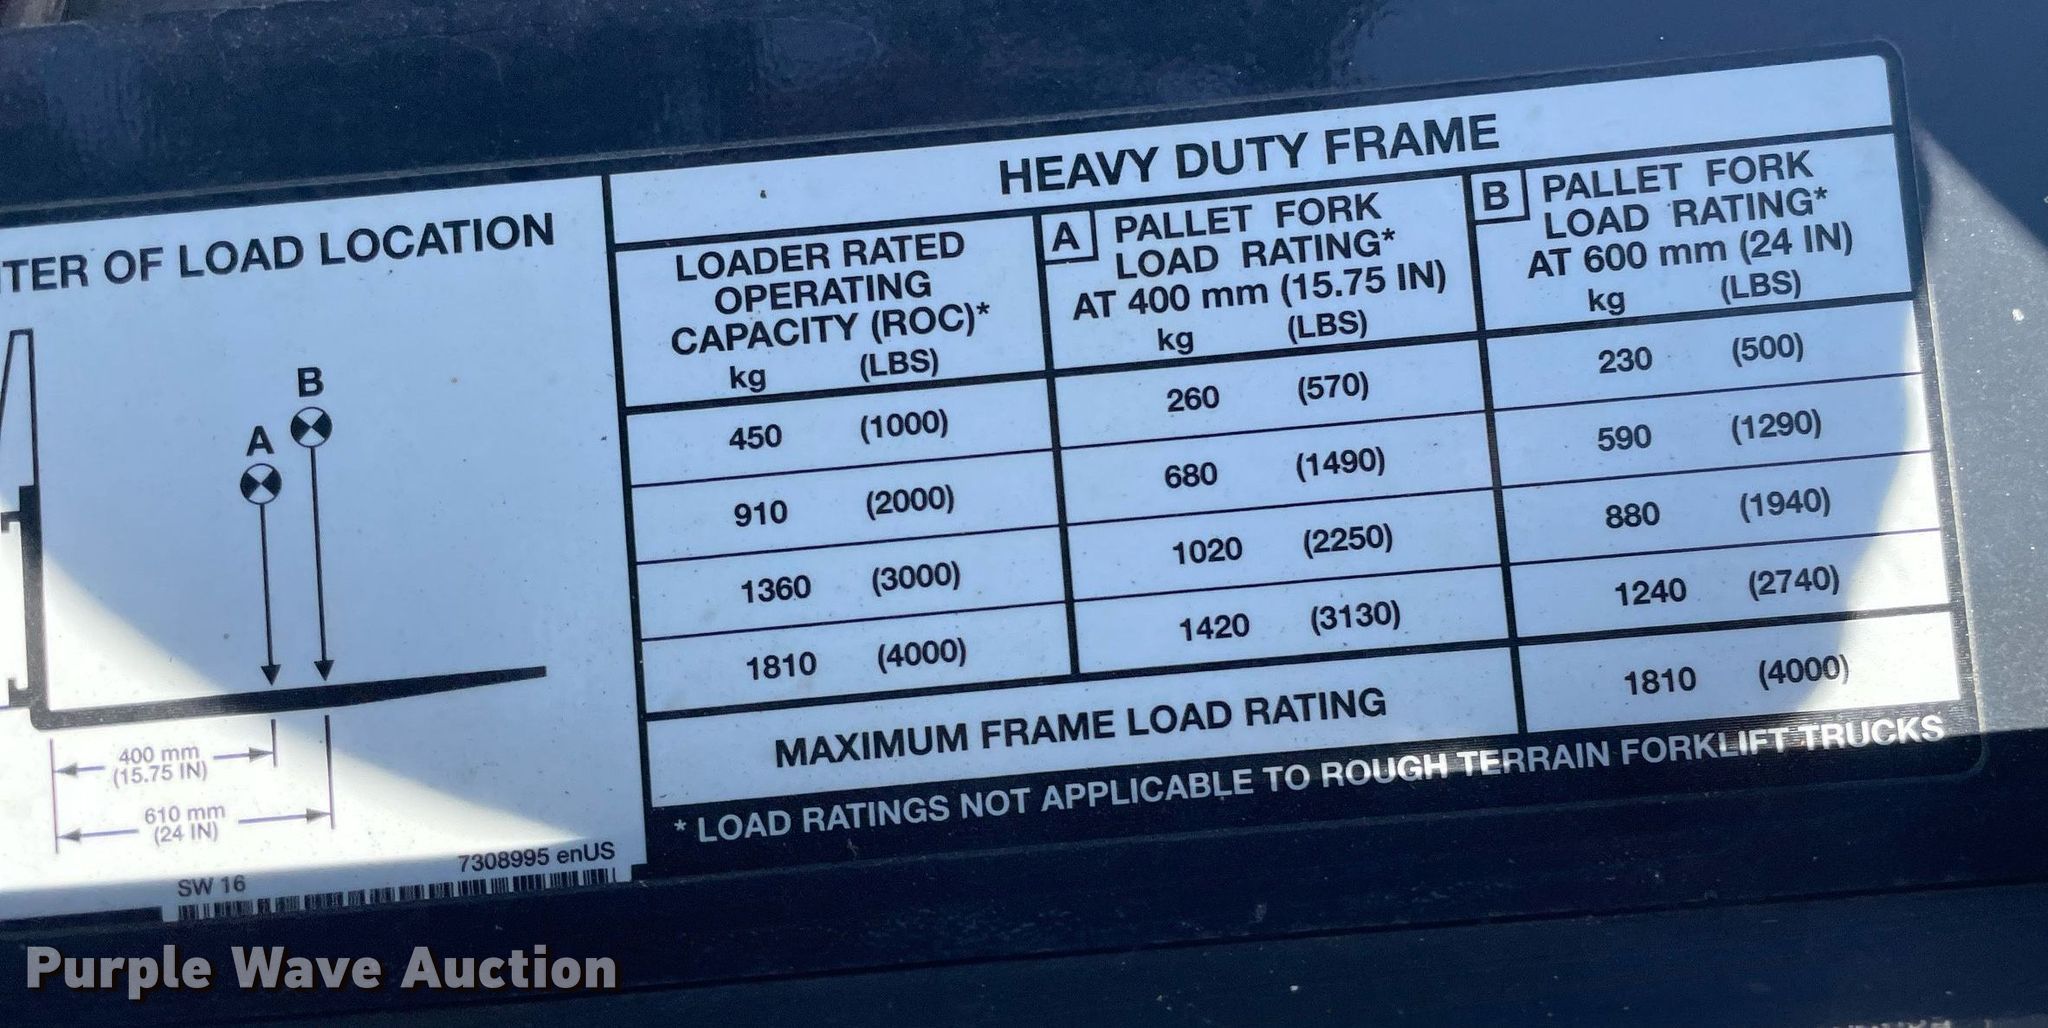 TER OF LOAD LOCATION
B
A
400 mm
(15.75 IN)
610 mm
(24 IN)
SW 16
7308995 enUS
HEAVY DUTY FRAME
LOADER RATED
OPERATING
CAPACITY (ROC)*
kg (LBS)
A PALLET FORK
LOAD RATING*
AT 400 mm (15.75 IN)
kg (LBS)
B PALLET FORK
LOAD RATING*
AT 600 mm (24 IN)
kg (LBS)
450 (1000) 260 (570) 230 (500)
910 (2000) 680 (1490) 590 (1290)
1360 (3000) 1020 (2250) 880 (1940)
1810 (4000) 1420 (3130) 1240 (2740)
MAXIMUM FRAME LOAD RATING 1810 (4000)
* LOAD RATINGS NOT APPLICABLE TO ROUGH TERRAIN FORKLIFT TRUCKS
Purple Wave Auction